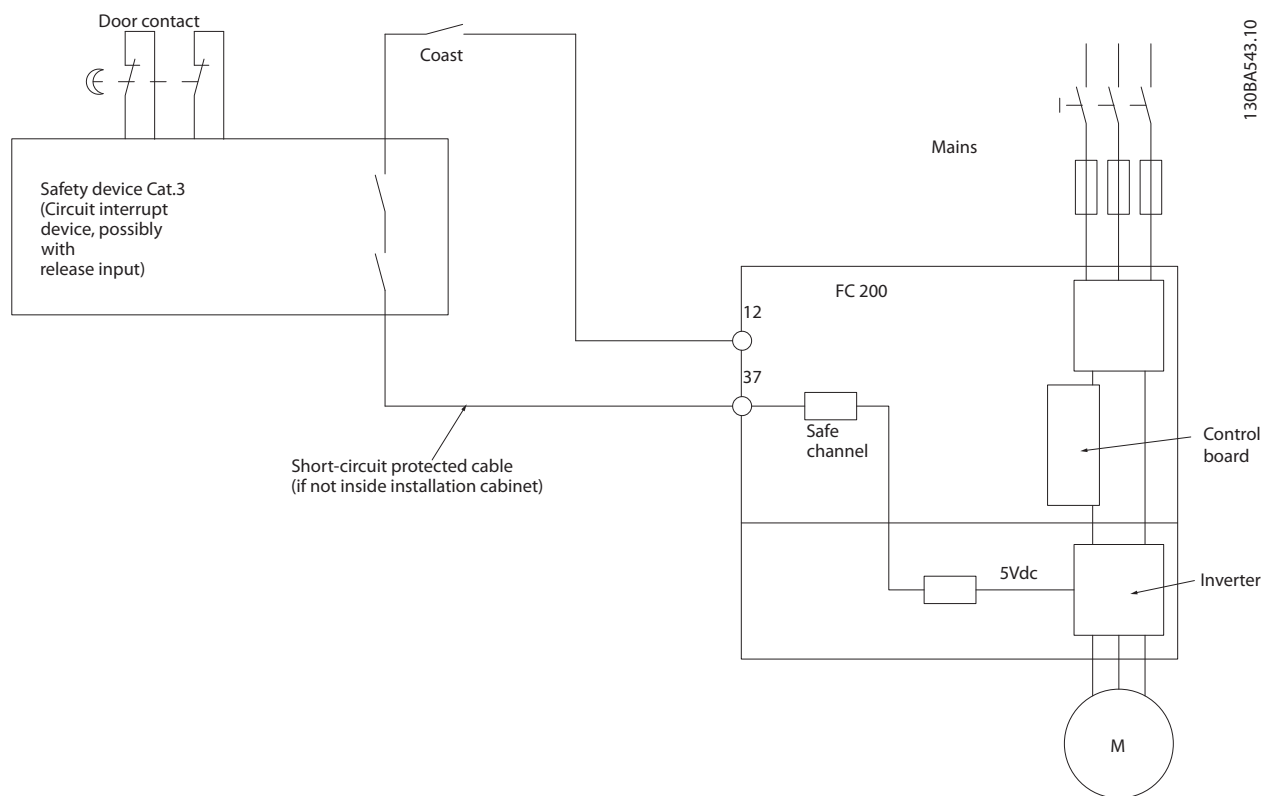 Door contact
Coast
130BA543.10
Mains
Safety device Cat.3
(Circuit interrupt
device, possibly
with
release input)
FC 200
12
37
Safe
channel
Control
board
Short-circuit protected cable
(if not inside installation cabinet)
5Vdc
Inverter
M